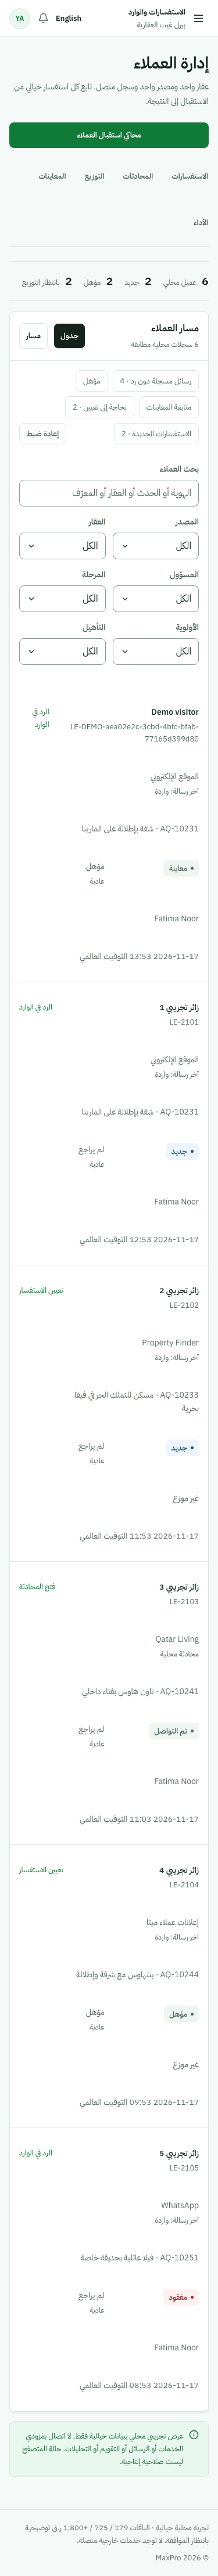 الاستفسارات والوارد
بيرل غيت العقارية
English
YA
إدارة العملاء
عقار واحد ومصدر واحد وسجل متصل. تابع كل استفسار خيالي من
الاستفسار إلى النتيجة.
محاكي استقبال العملاء
الاستفسارات
المحادثات
التوزيع
المعاينات
الأداء
6 عميل محلي
2 جديد
2 مؤهل
2 بانتظار التوزيع
مسار العملاء
6 سجلات محلية مطابقة
جدول
مسار
رسائل مسجلة دون رد · 4
مؤهل
متابعة المعاينات
بحاجة إلى تعيين · 2
الاستفسارات الجديدة · 2
إعادة ضبط
بحث العملاء
الهوية أو الحدث أو العقار أو المعرّف
المصدر
العقار
الكل
الكل
المسؤول
المرحلة
الكل
الكل
الأولوية
التأهيل
الكل
الكل
Demo visitor
LE-DEMO-aea02e2c-3cbd-4bfc-bfab-
77165d399d80
الرد في
الوارد
الموقع الإلكتروني
آخر رسالة: واردة
AQ-10231 · شقة بإطلالة على المارينا
معاينة
مؤهل
عادية
Fatima Noor
2026-11-17 13:53 التوقيت العالمي
زائر تجريبي 1
LE-2101
الرد في الوارد
الموقع الإلكتروني
آخر رسالة: واردة
AQ-10231 · شقة بإطلالة على المارينا
جديد
لم يراجع
عادية
Fatima Noor
2026-11-17 12:53 التوقيت العالمي
زائر تجريبي 2
LE-2102
تعيين الاستفسار
Property Finder
آخر رسالة: واردة
AQ-10233 · مسكن للتملك الحر في فيفا
بحرية
جديد
لم يراجع
عادية
غير موزع
2026-11-17 11:53 التوقيت العالمي
زائر تجريبي 3
LE-2103
فتح المحادثة
Qatar Living
محادثة محلية
AQ-10241 · تاون هاوس بفناء داخلي
تم التواصل
لم يراجع
عادية
Fatima Noor
2026-11-17 11:03 التوقيت العالمي
زائر تجريبي 4
LE-2104
تعيين الاستفسار
إعلانات عملاء ميتا
آخر رسالة: واردة
AQ-10244 · بنتهاوس مع شرفة وإطلالة
مؤهل
مؤهل
عادية
غير موزع
2026-11-17 09:53 التوقيت العالمي
زائر تجريبي 5
LE-2105
الرد في الوارد
WhatsApp
آخر رسالة: واردة
AQ-10251 · فيلا عائلية بحديقة خاصة
مفقود
لم يراجع
عادية
Fatima Noor
2026-11-17 08:53 التوقيت العالمي
عرض تجريبي محلي ببيانات خيالية فقط. لا اتصال بمزودي
الخدمات أو الرسائل أو التقويم أو التحليلات. حالة المتصفح
ليست صلاحية إنتاجية.
تجربة محلية خيالية · الباقات 179 / 725 / +1,800 ر.ق توضيحية
بانتظار الموافقة. لا توجد خدمات خارجية متصلة.
MaxPro 2026 ©